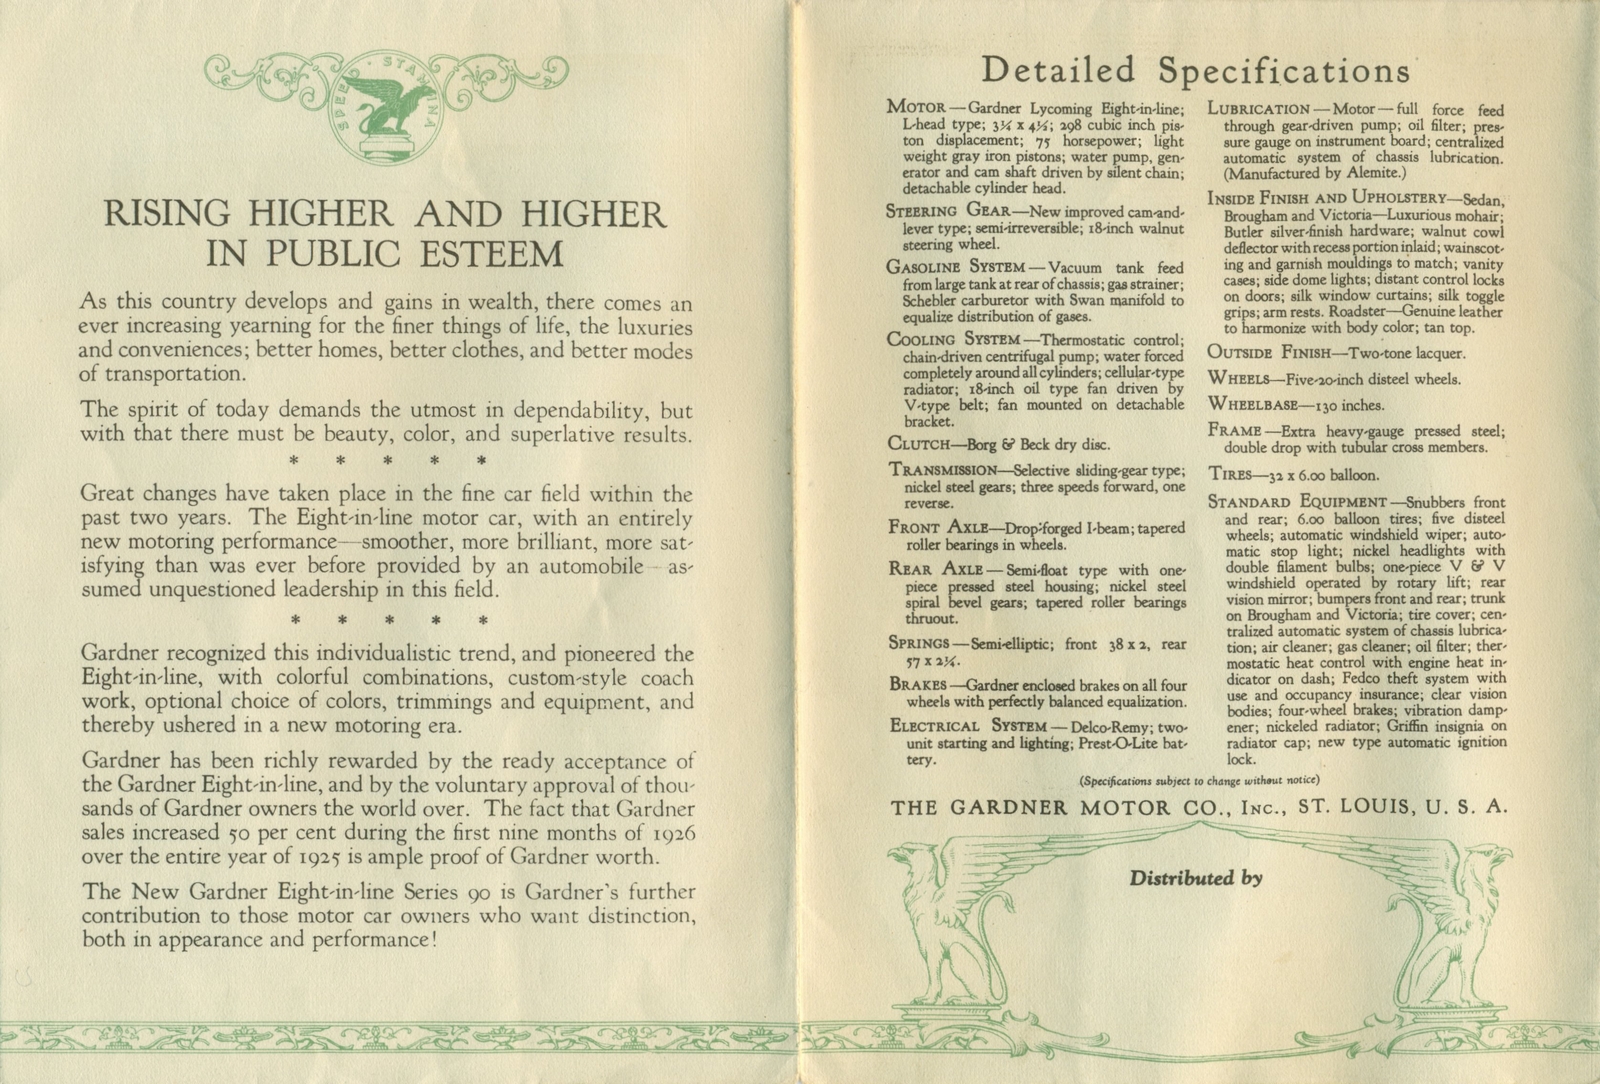 SPEED · STAMINA
RISING HIGHER AND HIGHER
IN PUBLIC ESTEEM
As this country develops and gains in wealth, there comes an
ever increasing yearning for the finer things of life, the luxuries
and conveniences; better homes, better clothes, and better modes
of transportation.
The spirit of today demands the utmost in dependability, but
with that there must be beauty, color, and superlative results.
* * * * *
Great changes have taken place in the fine car field within the
past two years. The Eight-in-line motor car, with an entirely
new motoring performance—smoother, more brilliant, more sat-
isfying than was ever before provided by an automobile—as-
sumed unquestioned leadership in this field.
* * * * *
Gardner recognized this individualistic trend, and pioneered the
Eight-in-line, with colorful combinations, custom-style coach
work, optional choice of colors, trimmings and equipment, and
thereby ushered in a new motoring era.
Gardner has been richly rewarded by the ready acceptance of
the Gardner Eight-in-line, and by the voluntary approval of thou-
sands of Gardner owners the world over. The fact that Gardner
sales increased 50 per cent during the first nine months of 1926
over the entire year of 1925 is ample proof of Gardner worth.
The New Gardner Eight-in-line Series 90 is Gardner's further
contribution to those motor car owners who want distinction,
both in appearance and performance!
Detailed Specifications
MOTOR—Gardner Lycoming Eight-in-line;
L-head type; 3¼ x 4½; 298 cubic inch pis-
ton displacement; 75 horsepower; light
weight gray iron pistons; water pump, gen-
erator and cam shaft driven by silent chain;
detachable cylinder head.
STEERING GEAR—New improved cam-and-
lever type; semi-irreversible; 18-inch walnut
steering wheel.
GASOLINE SYSTEM—Vacuum tank feed
from large tank at rear of chassis; gas strainer;
Schebler carburetor with Swan manifold to
equalize distribution of gases.
COOLING SYSTEM—Thermostatic control;
chain-driven centrifugal pump; water forced
completely around all cylinders; cellular-type
radiator; 18-inch oil type fan driven by
V-type belt; fan mounted on detachable
bracket.
CLUTCH—Borg & Beck dry disc.
TRANSMISSION—Selective sliding-gear type;
nickel steel gears; three speeds forward, one
reverse.
FRONT AXLE—Drop-forged I-beam; tapered
roller bearings in wheels.
REAR AXLE—Semi-float type with one-
piece pressed steel housing; nickel steel
spiral bevel gears; tapered roller bearings
thruout.
SPRINGS—Semi-elliptic; front 38 x 2, rear
57 x 2¼.
BRAKES—Gardner enclosed brakes on all four
wheels with perfectly balanced equalization.
ELECTRICAL SYSTEM—Delco-Remy; two-
unit starting and lighting; Prest-O-Lite bat-
tery.
LUBRICATION—Motor—full force feed
through gear-driven pump; oil filter; pres-
sure gauge on instrument board; centralized
automatic system of chassis lubrication.
(Manufactured by Alemite.)
INSIDE FINISH AND UPHOLSTERY—Sedan,
Brougham and Victoria—Luxurious mohair;
Butler silver-finish hardware; walnut cowl
deflector with recess portion inlaid; wainscot-
ing and garnish mouldings to match; vanity
cases; side dome lights; distant control locks
on doors; silk window curtains; silk toggle
grips; arm rests. Roadster—Genuine leather
to harmonize with body color; tan top.
OUTSIDE FINISH—Two-tone lacquer.
WHEELS—Five-20-inch disteel wheels.
WHEELBASE—130 inches.
FRAME—Extra heavy-gauge pressed steel;
double drop with tubular cross members.
TIRES—32 x 6.00 balloon.
STANDARD EQUIPMENT—Snubbers front
and rear; 6.00 balloon tires; five disteel
wheels; automatic windshield wiper; auto-
matic stop light; nickel headlights with
double filament bulbs; one-piece V & V
windshield operated by rotary lift; rear
vision mirror; bumpers front and rear; trunk
on Brougham and Victoria; tire cover; cen-
tralized automatic system of chassis lubrica-
tion; air cleaner; gas cleaner; oil filter; ther-
mostatic heat control with engine heat in-
dicator on dash; Fedco theft system with
use and occupancy insurance; clear vision
bodies; four-wheel brakes; vibration damp-
ener; nickeled radiator; Griffin insignia on
radiator cap; new type automatic ignition
lock.
(Specifications subject to change without notice)
THE GARDNER MOTOR CO., INC., ST. LOUIS, U. S. A.
Distributed by